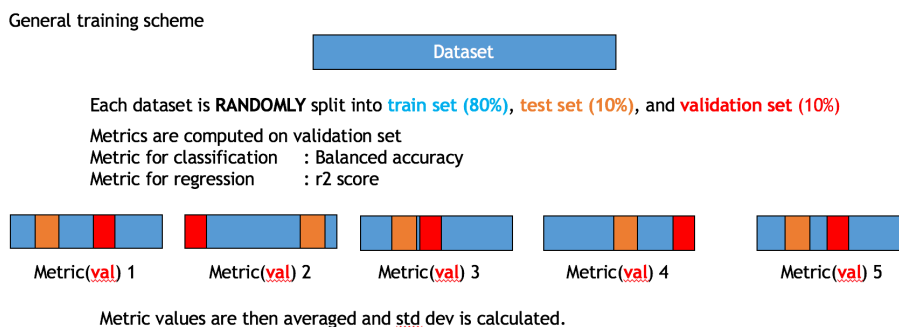 General training scheme
Dataset
Each dataset is RANDOMLY split into train set (80%), test set (10%), and validation set (10%)
Metrics are computed on validation set
Metric for classification : Balanced accuracy
Metric for regression : r2 score
Metric(val) 1 Metric(val) 2 Metric(val) 3 Metric(val) 4 Metric(val) 5
Metric values are then averaged and std dev is calculated.